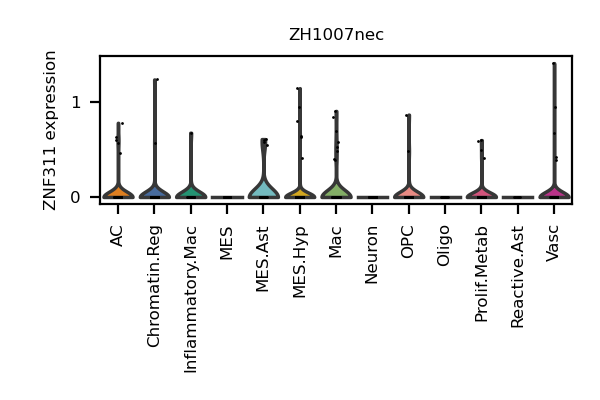 ZH1007nec
ZNF311 expression
1
0
AC
Chromatin.Reg
Inflammatory.Mac
MES
MES.Ast
MES.Hyp
Mac
Neuron
OPC
Oligo
Prolif.Metab
Reactive.Ast
Vasc